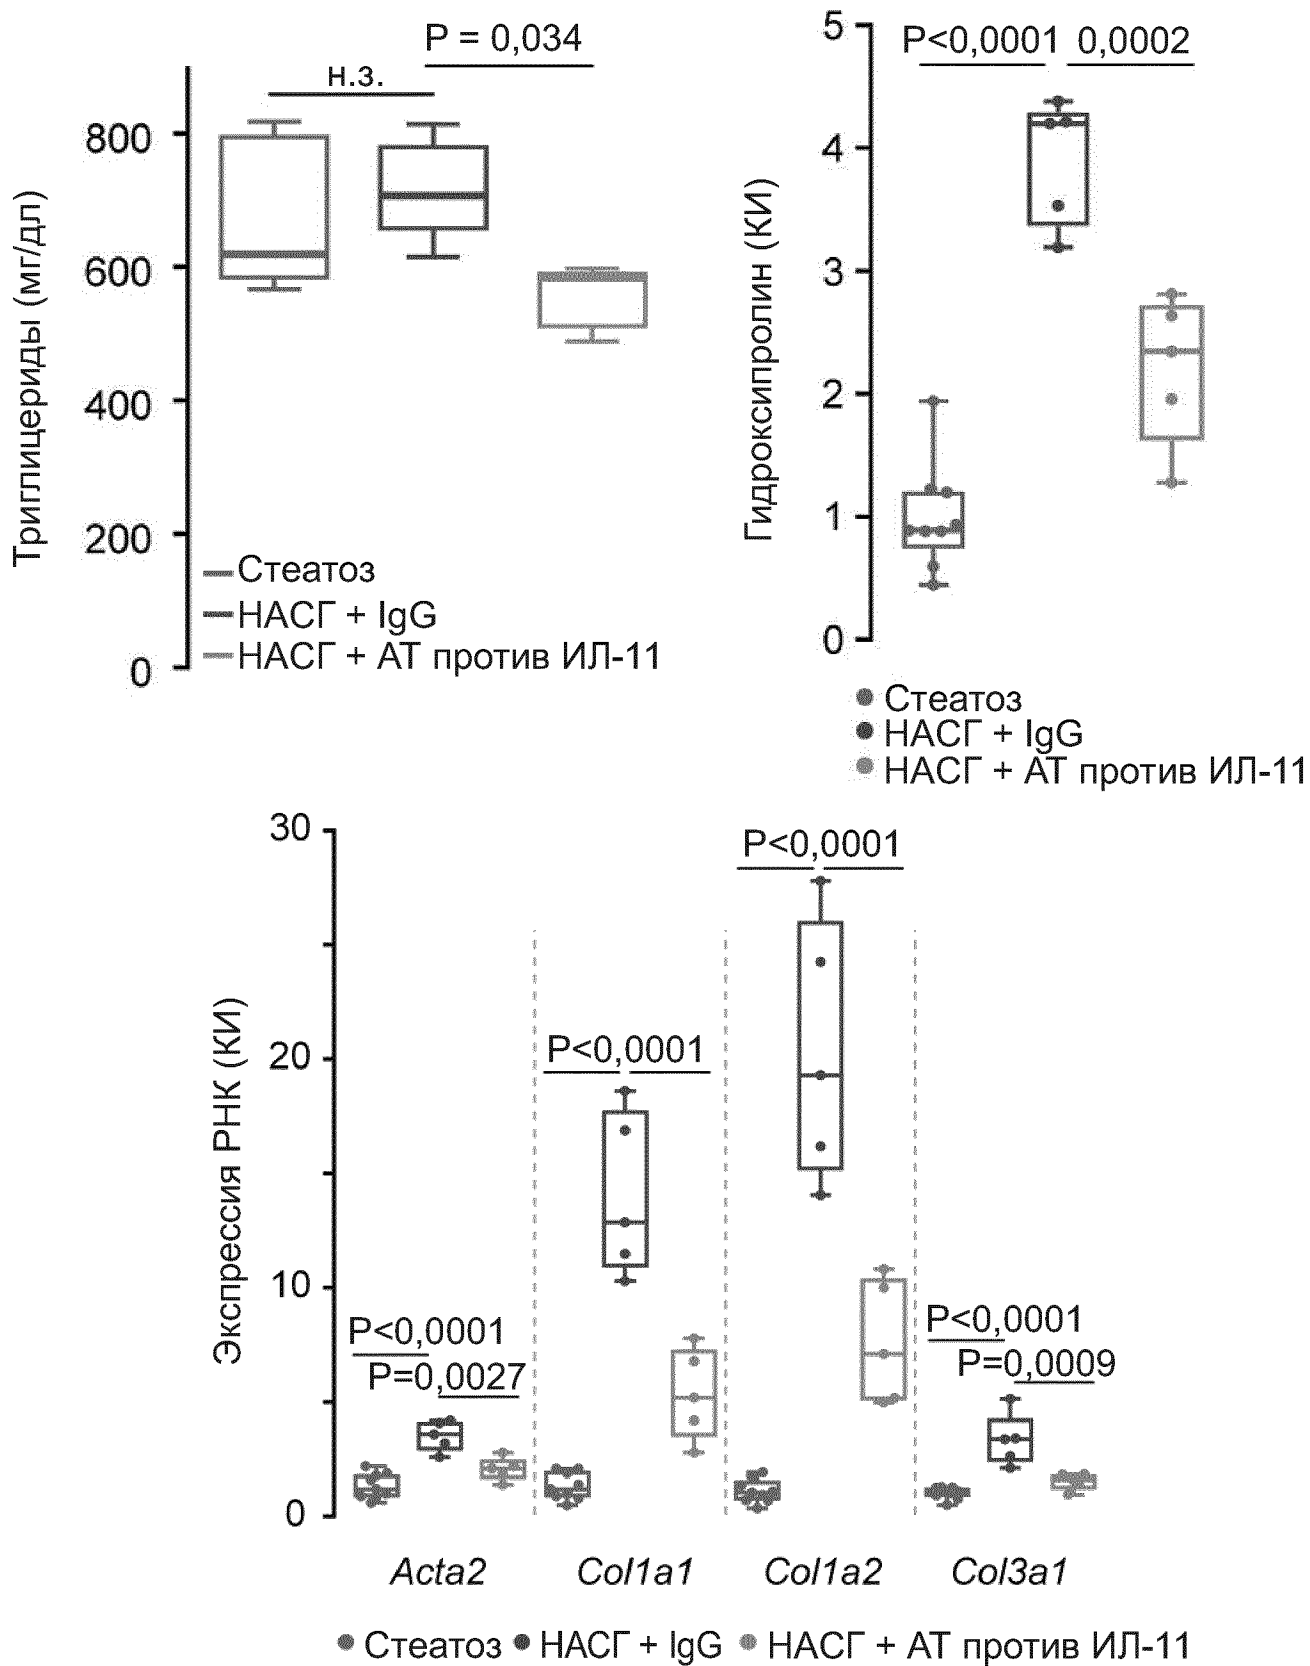 P = 0,034
н.з.
800
600
400
200
0
Триглицериды (мг/дл)
Стеатоз
НАСГ + IgG
НАСГ + АТ против ИЛ-11
P<0,0001 0,0002
5
4
3
2
1
0
Гидроксипролин (КИ)
Стеатоз
НАСГ + IgG
НАСГ + АТ против ИЛ-11
30
20
10
0
Экспрессия РНК (КИ)
P<0,0001
P<0,0001
P<0,0001
P=0,0027
P<0,0001
P=0,0009
Acta2 Col1a1 Col1a2 Col3a1
Стеатоз НАСГ + IgG НАСГ + АТ против ИЛ-11